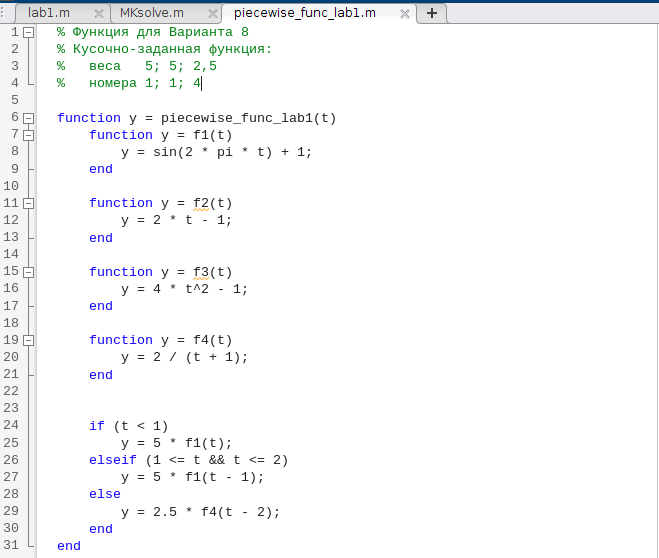 lab1.m MKsolve.m piecewise_func_lab1.m +
1 % Функция для Варианта 8
2 % Кусочно-заданная функция:
3 %   веса   5; 5; 2,5
4 %   номера 1; 1; 4
5
6 function y = piecewise_func_lab1(t)
7     function y = f1(t)
8         y = sin(2 * pi * t) + 1;
9     end
10
11     function y = f2(t)
12         y = 2 * t - 1;
13     end
14
15     function y = f3(t)
16         y = 4 * t^2 - 1;
17     end
18
19     function y = f4(t)
20         y = 2 / (t + 1);
21     end
22
23
24     if (t < 1)
25         y = 5 * f1(t);
26     elseif (1 <= t && t <= 2)
27         y = 5 * f1(t - 1);
28     else
29         y = 2.5 * f4(t - 2);
30     end
31 end